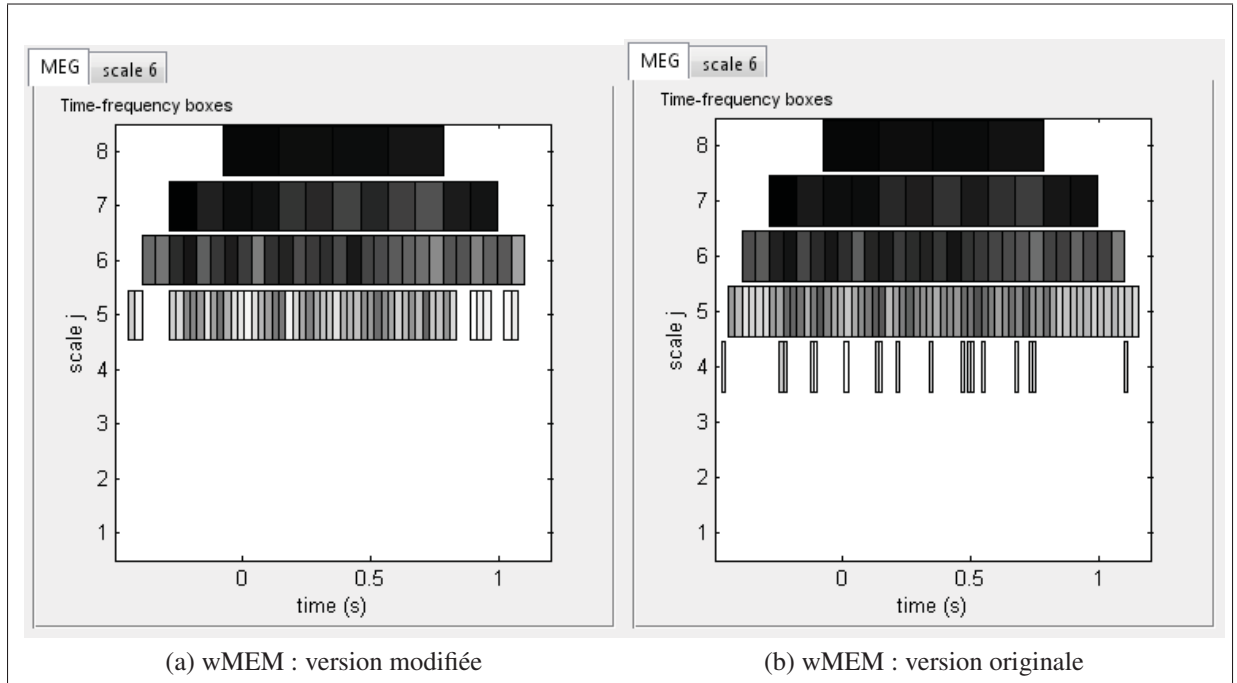 MEG scale 6
Time-frequency boxes
8
7
6
5
4
3
2
1
scale j
0 0.5 1
time (s)
(a) wMEM : version modifiée
MEG scale 6
Time-frequency boxes
8
7
6
5
4
3
2
1
scale j
0 0.5 1
time (s)
(b) wMEM : version originale